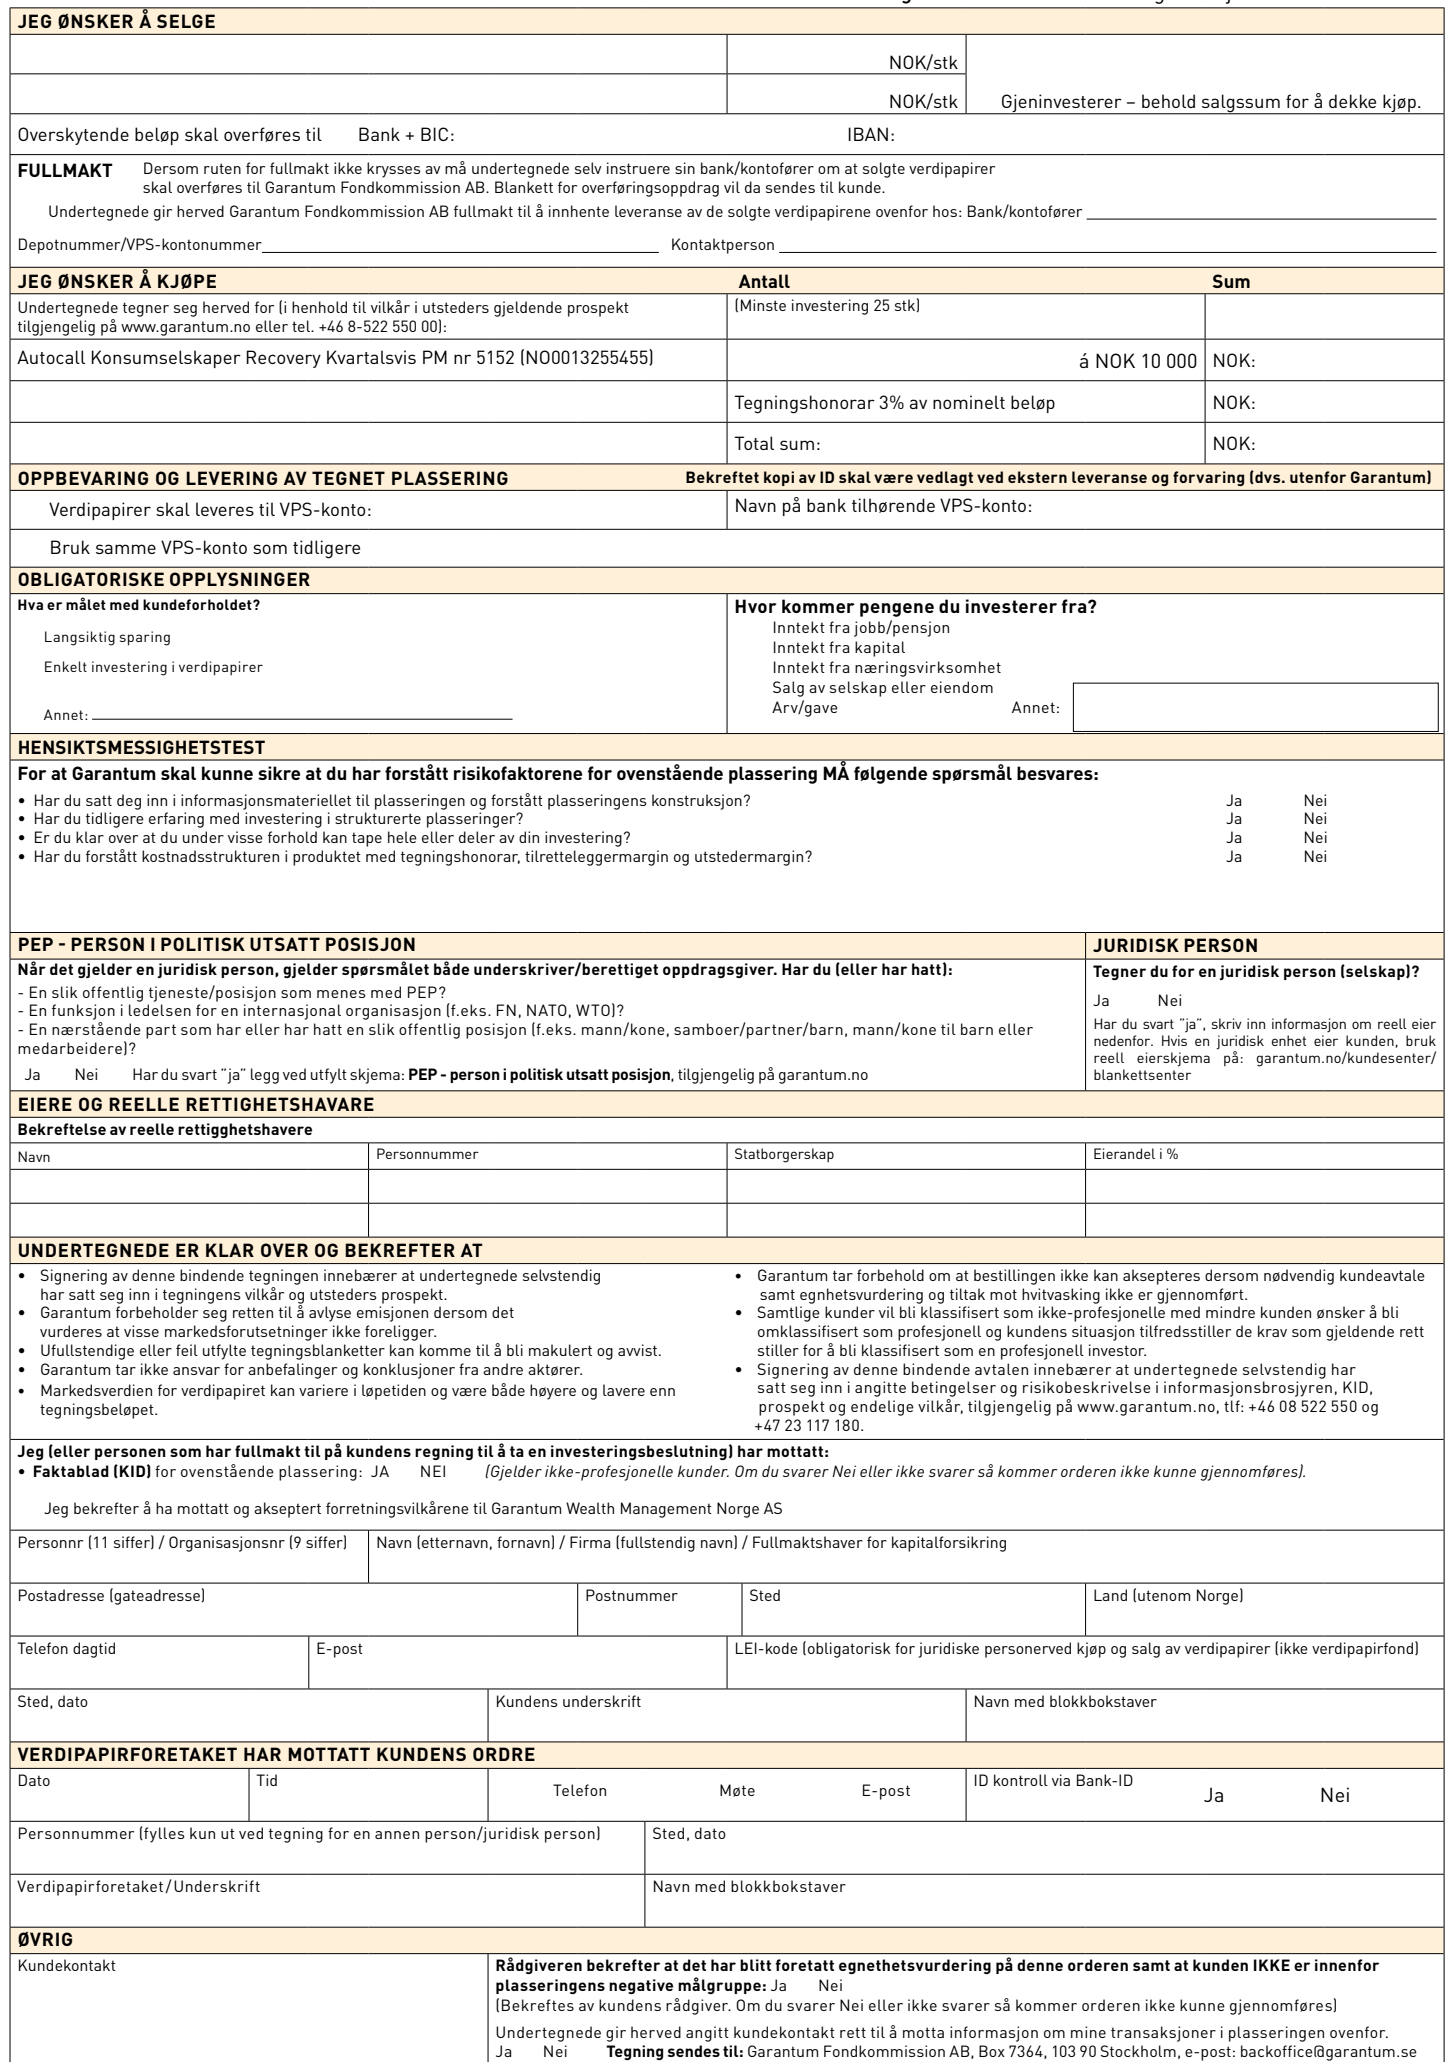 JEG ØNSKER Å SELGE
NOK/stk
NOK/stk
Gjeninvesterer – behold salgssum for å dekke kjøp.
Overskytende beløp skal overføres til Bank + BIC: IBAN:
FULLMAKT Dersom ruten for fullmakt ikke krysses av må undertegnede selv instruere sin bank/kontofører om at solgte verdipapirer
skal overføres til Garantum Fondkommission AB. Blankett for overføringsoppdrag vil da sendes til kunde.
Undertegnede gir herved Garantum Fondkommission AB fullmakt til å innhente leveranse av de solgte verdipapirene ovenfor hos: Bank/kontofører
Depotnummer/VPS-kontonummer Kontaktperson
JEG ØNSKER Å KJØPE Antall Sum
Undertegnede tegner seg herved for (i henhold til vilkår i utsteders gjeldende prospekt
tilgjengelig på www.garantum.no eller tel. +46 8-522 550 00):
(Minste investering 25 stk)
Autocall Konsumselskaper Recovery Kvartalsvis PM nr 5152 (NO0013255455) á NOK 10 000 NOK:
Tegningshonorar 3% av nominelt beløp NOK:
Total sum: NOK:
OPPBEVARING OG LEVERING AV TEGNET PLASSERING Bekreftet kopi av ID skal være vedlagt ved ekstern leveranse og forvaring (dvs. utenfor Garantum)
Verdipapirer skal leveres til VPS-konto: Navn på bank tilhørende VPS-konto:
Bruk samme VPS-konto som tidligere
OBLIGATORISKE OPPLYSNINGER
Hva er målet med kundeforholdet?
Langsiktig sparing
Enkelt investering i verdipapirer
Annet:
Hvor kommer pengene du investerer fra?
Inntekt fra jobb/pensjon
Inntekt fra kapital
Inntekt fra næringsvirksomhet
Salg av selskap eller eiendom
Arv/gave Annet:
HENSIKTSMESSIGHETSTEST
For at Garantum skal kunne sikre at du har forstått risikofaktorene for ovenstående plassering MÅ følgende spørsmål besvares:
• Har du satt deg inn i informasjonsmateriellet til plasseringen og forstått plasseringens konstruksjon? Ja Nei
• Har du tidligere erfaring med investering i strukturerte plasseringer? Ja Nei
• Er du klar over at du under visse forhold kan tape hele eller deler av din investering? Ja Nei
• Har du forstått kostnadsstrukturen i produktet med tegningshonorar, tilretteleggermargin og utstedermargin? Ja Nei
PEP - PERSON I POLITISK UTSATT POSISJON
Når det gjelder en juridisk person, gjelder spørsmålet både underskriver/berettiget oppdragsgiver. Har du (eller har hatt):
- En slik offentlig tjeneste/posisjon som menes med PEP?
- En funksjon i ledelsen for en internasjonal organisasjon (f.eks. FN, NATO, WTO)?
- En nærstående part som har eller har hatt en slik offentlig posisjon (f.eks. mann/kone, samboer/partner/barn, mann/kone til barn eller
medarbeidere)?
Ja Nei Har du svart ”ja” legg ved utfylt skjema: PEP - person i politisk utsatt posisjon, tilgjengelig på garantum.no
JURIDISK PERSON
Tegner du for en juridisk person (selskap)?
Ja Nei
Har du svart ”ja”, skriv inn informasjon om reell eier
nedenfor. Hvis en juridisk enhet eier kunden, bruk
reell eierskjema på: garantum.no/kundesenter/
blankettsenter
EIERE OG REELLE RETTIGHETSHAVARE
Bekreftelse av reelle rettigghetshavere
Navn Personnummer Statborgerskap Eierandel i %
UNDERTEGNEDE ER KLAR OVER OG BEKREFTER AT
• Signering av denne bindende tegningen innebærer at undertegnede selvstendig
har satt seg inn i tegningens vilkår og utsteders prospekt.
• Garantum forbeholder seg retten til å avlyse emisjonen dersom det
vurderes at visse markedsforutsetninger ikke foreligger.
• Ufullstendige eller feil utfylte tegningsblanketter kan komme til å bli makulert og avvist.
• Garantum tar ikke ansvar for anbefalinger og konklusjoner fra andre aktører.
• Markedsverdien for verdipapiret kan variere i løpetiden og være både høyere og lavere enn
tegningsbeløpet.
• Garantum tar forbehold om at bestillingen ikke kan aksepteres dersom nødvendig kundeavtale
samt egnhetsvurdering og tiltak mot hvitvasking ikke er gjennomført.
• Samtlige kunder vil bli klassifisert som ikke-profesjonelle med mindre kunden ønsker å bli
omklassifisert som profesjonell og kundens situasjon tilfredsstiller de krav som gjeldende rett
stiller for å bli klassifisert som en profesjonell investor.
• Signering av denne bindende avtalen innebærer at undertegnede selvstendig har
satt seg inn i angitte betingelser og risikobeskrivelse i informasjonsbrosjyren, KID,
prospekt og endelige vilkår, tilgjengelig på www.garantum.no, tlf: +46 08 522 550 og
+47 23 117 180.
Jeg (eller personen som har fullmakt til på kundens regning til å ta en investeringsbeslutning) har mottatt:
• Faktablad (KID) for ovenstående plassering: JA NEI (Gjelder ikke-profesjonelle kunder. Om du svarer Nei eller ikke svarer så kommer orderen ikke kunne gjennomføres).
Jeg bekrefter å ha mottatt og akseptert forretningsvilkårene til Garantum Wealth Management Norge AS
Personnr (11 siffer) / Organisasjonsnr (9 siffer) Navn (etternavn, fornavn) / Firma (fullstendig navn) / Fullmaktshaver for kapitalforsikring
Postadresse (gateadresse) Postnummer Sted Land (utenom Norge)
Telefon dagtid E-post LEI-kode (obligatorisk for juridiske personerved kjøp og salg av verdipapirer (ikke verdipapirfond)
Sted, dato Kundens underskrift Navn med blokkbokstaver
VERDIPAPIRFORETAKET HAR MOTTATT KUNDENS ORDRE
Dato Tid Telefon Møte E-post ID kontroll via Bank-ID Ja Nei
Personnummer (fylles kun ut ved tegning for en annen person/juridisk person) Sted, dato
Verdipapirforetaket/Underskrift Navn med blokkbokstaver
ØVRIG
Kundekontakt
Rådgiveren bekrefter at det har blitt foretatt egnethetsvurdering på denne orderen samt at kunden IKKE er innenfor
plasseringens negative målgruppe: Ja Nei
(Bekreftes av kundens rådgiver. Om du svarer Nei eller ikke svarer så kommer orderen ikke kunne gjennomføres)
Undertegnede gir herved angitt kundekontakt rett til å motta informasjon om mine transaksjoner i plasseringen ovenfor.
Ja Nei Tegning sendes til: Garantum Fondkommission AB, Box 7364, 103 90 Stockholm, e-post: backoffice@garantum.se